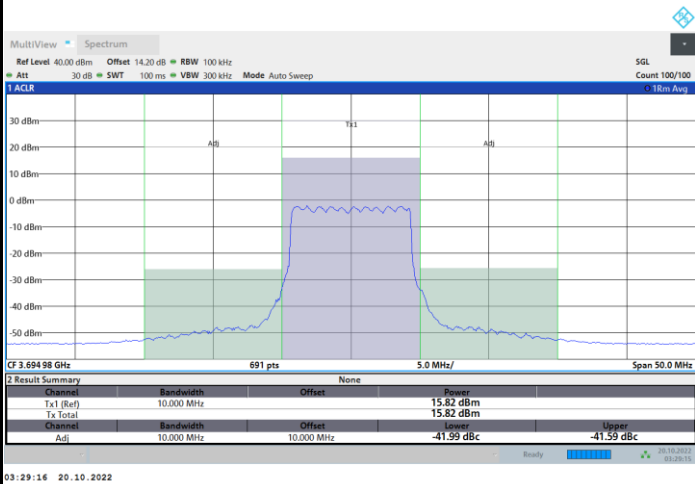 MultiView Spectrum
Ref Level 40.00 dBm Offset 14.20 dB RBW 100 kHz SGL
Att 30 dB SWT 100 ms VBW 300 kHz Mode Auto Sweep Count 100/100
1 ACLR 1Rm Avg
Tx1
30 dBm
Adj Adj
20 dBm
10 dBm
0 dBm
-10 dBm
-20 dBm
-30 dBm
-40 dBm
-50 dBm
CF 3.694 98 GHz 691 pts 5.0 MHz/ Span 50.0 MHz
2 Result Summary None
Channel Bandwidth Offset Power
Tx1 (Ref) 10.000 MHz 15.82 dBm
Tx Total 15.82 dBm
Channel Bandwidth Offset Lower Upper
Adj 10.000 MHz 10.000 MHz -41.99 dBc -41.59 dBc
Ready 20.10.2022
03:29:15
03:29:16 20.10.2022